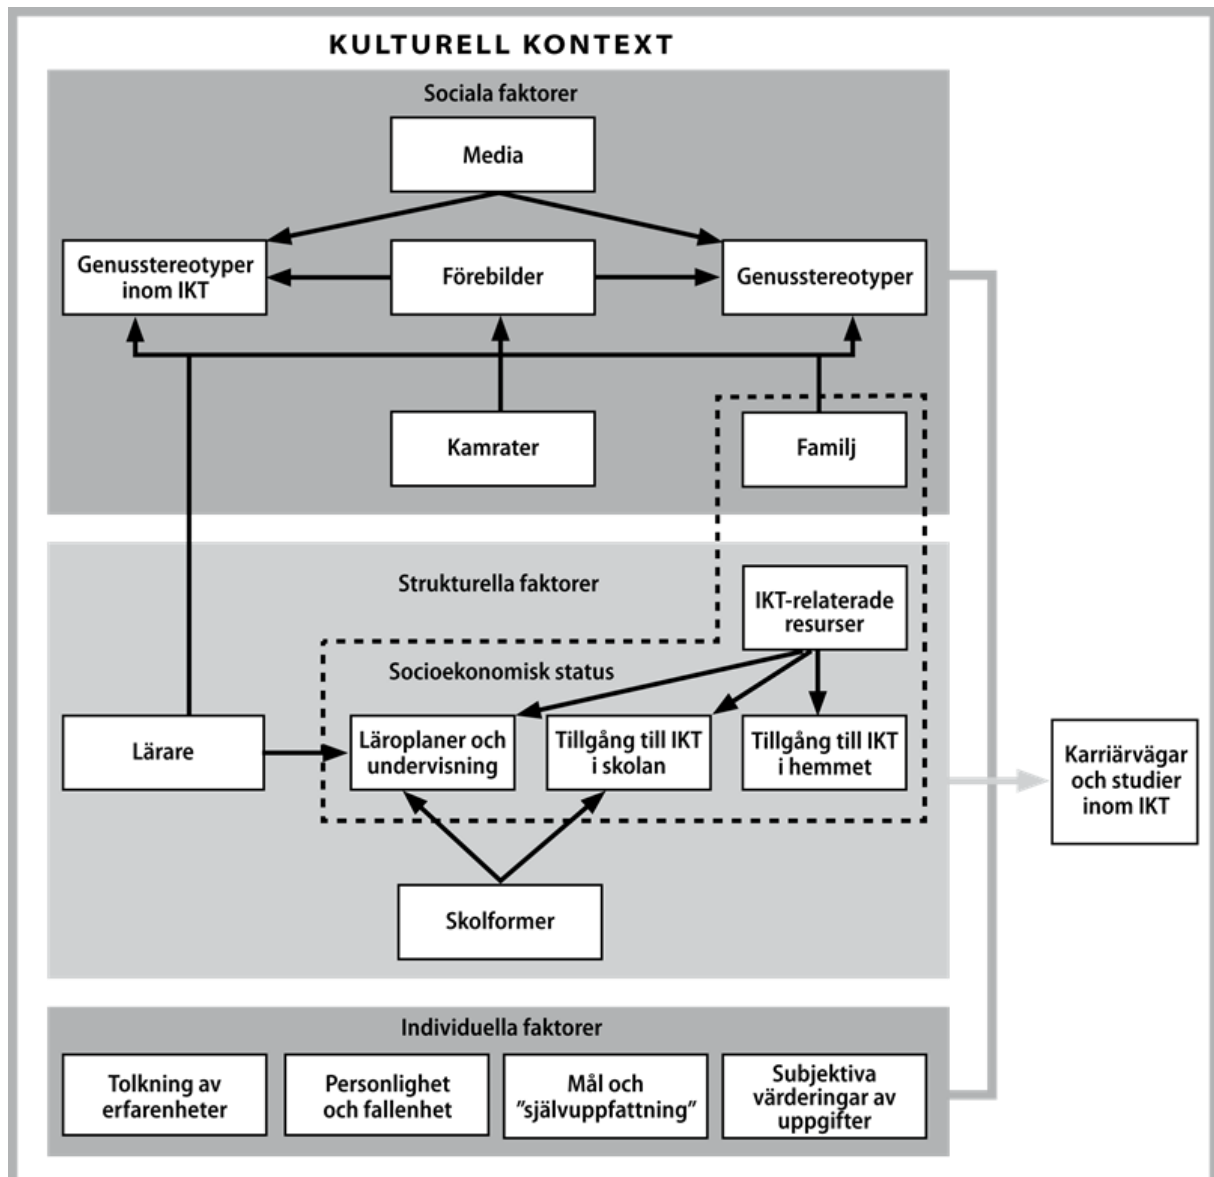 KULTURELL KONTEXT
Sociala faktorer
Media
Genusstereotyper
inom IKT
Förebilder
Genusstereotyper
Kamrater
Familj
Strukturella faktorer
IKT-relaterade
resurser
Socioekonomisk status
Lärare
Läroplaner och
undervisning
Tillgång till IKT
i skolan
Tillgång till IKT
i hemmet
Karriärvägar
och studier
inom IKT
Skolformer
Individuella faktorer
Tolkning av
erfarenheter
Personlighet
och fallenhet
Mål och
”självuppfattning”
Subjektiva
värderingar av
uppgifter